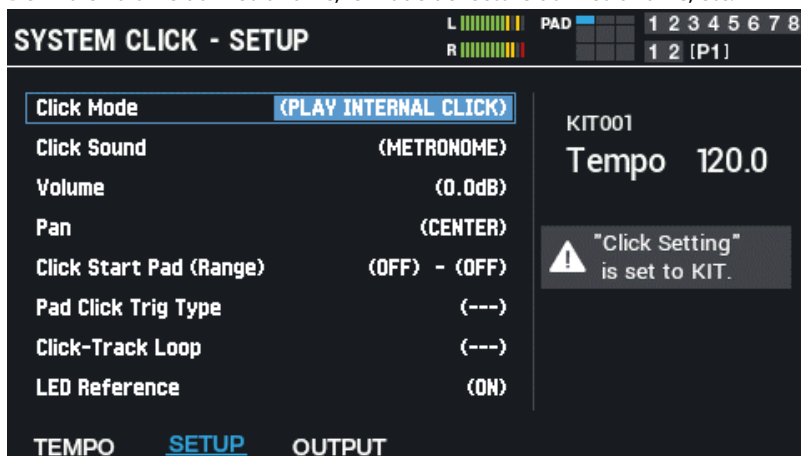 SYSTEM CLICK - SETUP
L
R
PAD
1 2 3 4 5 6 7 8
1 2 [P1]
Click Mode (PLAY INTERNAL CLICK)
Click Sound (METRONOME)
Volume (0.0dB)
Pan (CENTER)
Click Start Pad (Range) (OFF) - (OFF)
Pad Click Trig Type (---)
Click-Track Loop (---)
LED Reference (ON)
KIT001
Tempo 120.0
"Click Setting"
is set to KIT.
TEMPO SETUP OUTPUT